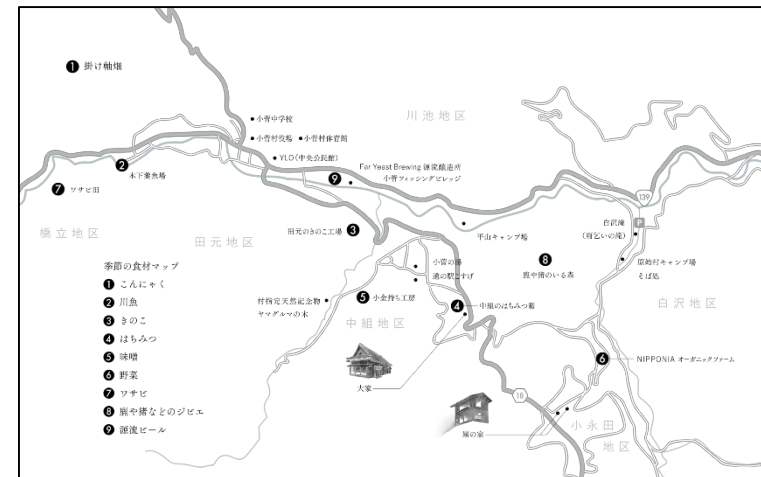 ❶ 掛け軸畑
川池地区
小菅中学校
小菅村役場
小菅村体育館
YLO(中央公民館)
❷
木下養魚場
❼ ワサビ田
Far Yeast Brewing 源流醸造所
❾
小菅フィッシングビレッジ
139
P
白沢滝
(雨乞いの滝)
橋立地区
田元地区
田元のきのこ工場 ❸
平山キャンプ場
❽
鹿や猪のいる森
原始村キャンプ場
そば処
小菅の湯
道の駅こすげ
村指定天然記念物
ヤマグルマの木
❺ 小金持ち工房
❹ 中組のはちみつ箱
中組地区
白沢地区
❻ NIPPONIA オーガニックファーム
大家
18
崖の家
小永田
地区
季節の食材マップ
❶ こんにゃく
❷ 川魚
❸ きのこ
❹ はちみつ
❺ 味噌
❻ 野菜
❼ ワサビ
❽ 鹿や猪などのジビエ
❾ 源流ビール